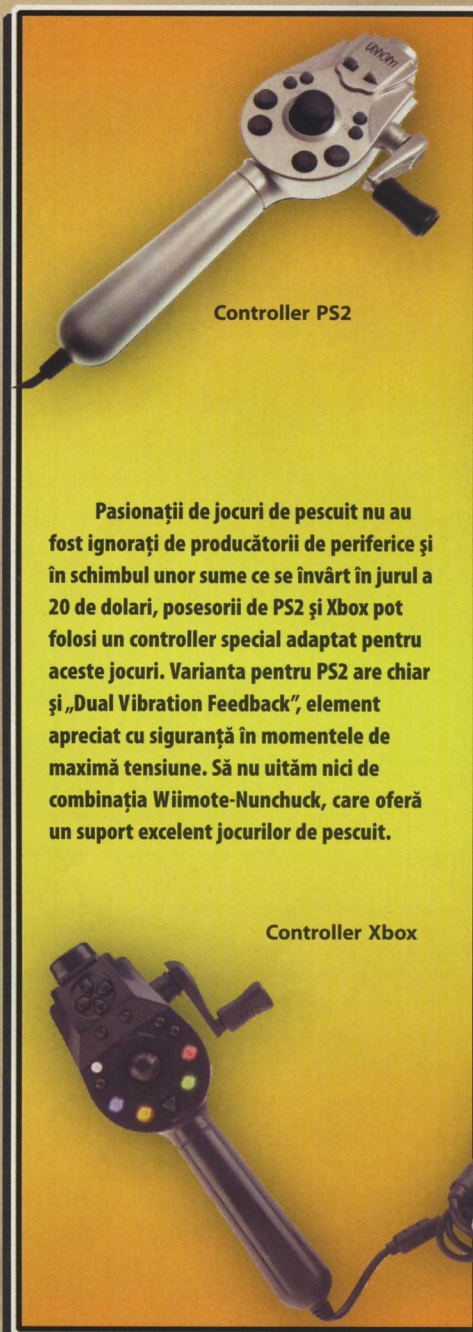 VENOM
Controller PS2
Pasionații de jocuri de pescuit nu au
fost ignorați de producătorii de periferice și
în schimbul unor sume ce se învârt în jurul a
20 de dolari, posesorii de PS2 și Xbox pot
folosi un controller special adaptat pentru
aceste jocuri. Varianta pentru PS2 are chiar
și „Dual Vibration Feedback”, element
apreciat cu siguranță în momentele de
maximă tensiune. Să nu uităm nici de
combinația Wiimote-Nunchuck, care oferă
un suport excelent jocurilor de pescuit.
Controller Xbox